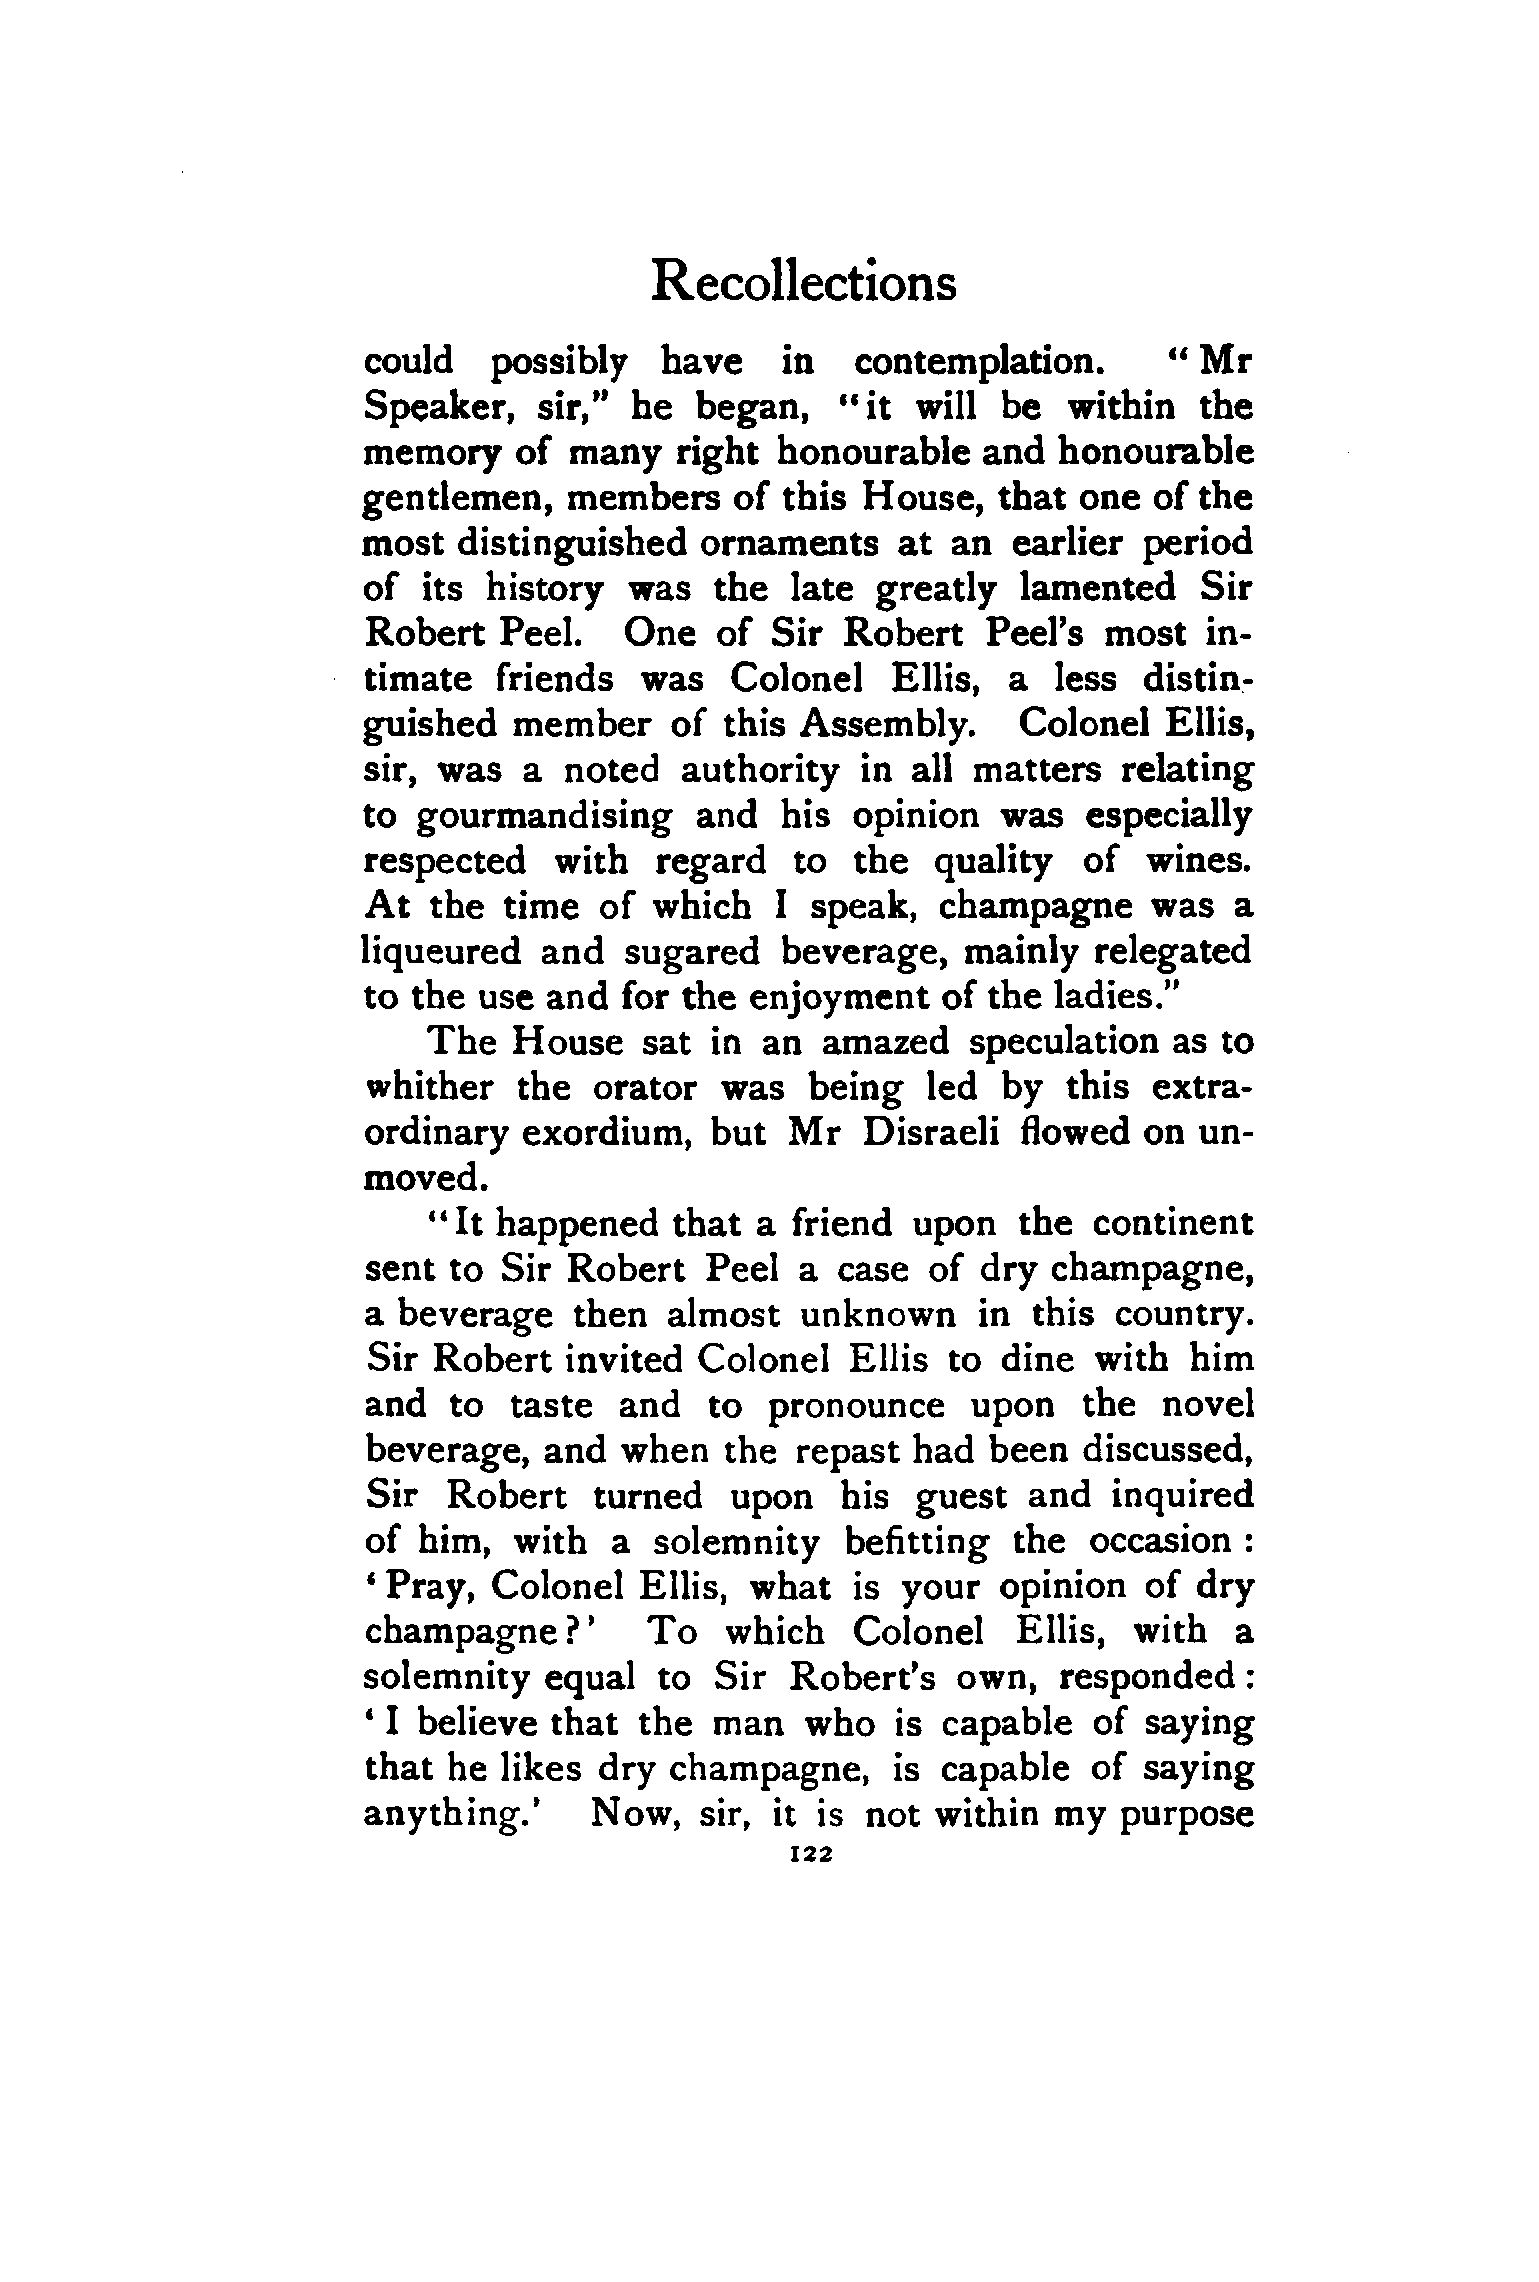 Recollections
could possibly have in contemplation. “Mr
Speaker, sir,” he began, “it will be within the
memory of many right honourable and honourable
gentlemen, members of this House, that one of the
most distinguished ornaments at an earlier period
of its history was the late greatly lamented Sir
Robert Peel. One of Sir Robert Peel’s most in-
timate friends was Colonel Ellis, a less distin-
guished member of this Assembly. Colonel Ellis,
sir, was a noted authority in all matters relating
to gourmandising and his opinion was especially
respected with regard to the quality of wines.
At the time of which I speak, champagne was a
liqueured and sugared beverage, mainly relegated
to the use and for the enjoyment of the ladies.”
The House sat in an amazed speculation as to
whither the orator was being led by this extra-
ordinary exordium, but Mr Disraeli flowed on un-
moved.
“It happened that a friend upon the continent
sent to Sir Robert Peel a case of dry champagne,
a beverage then almost unknown in this country.
Sir Robert invited Colonel Ellis to dine with him
and to taste and to pronounce upon the novel
beverage, and when the repast had been discussed,
Sir Robert turned upon his guest and inquired
of him, with a solemnity befitting the occasion :
‘Pray, Colonel Ellis, what is your opinion of dry
champagne?’ To which Colonel Ellis, with a
solemnity equal to Sir Robert’s own, responded :
‘I believe that the man who is capable of saying
that he likes dry champagne, is capable of saying
anything.’ Now, sir, it is not within my purpose
122